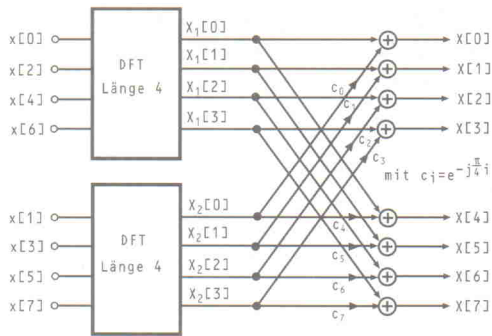 x[0]
x[2]
x[4]
x[6]
DFT
Länge 4
X₁[0]
X₁[1]
X₁[2]
X₁[3]
x[1]
x[3]
x[5]
x[7]
DFT
Länge 4
X₂[0]
X₂[1]
X₂[2]
X₂[3]
c₀
c₁
c₂
c₃
c₄
c₅
c₆
c₇
X[0]
X[1]
X[2]
X[3]
mit cᵢ=e^{-j π/4 i}
X[4]
X[5]
X[6]
X[7]